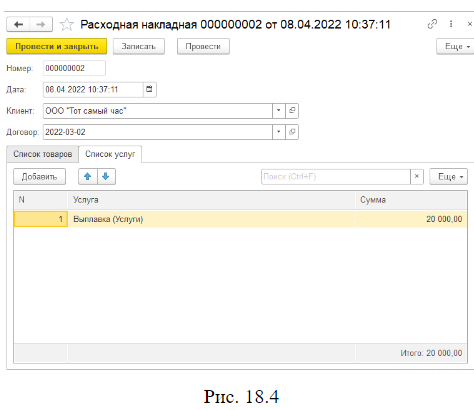 Расходная накладная 000000002 от 08.04.2022 10:37:11
Провести и закрыть Записать Провести Еще
Номер: 000000002
Дата: 08.04.2022 10:37:11
Клиент: ООО "Тот самый час"
Договор: 2022-03-02
Список товаров Список услуг
Добавить Поиск (Ctrl+F) × Еще
N Услуга Сумма
1 Выплавка (Услуги) 20 000,00
Итого: 20 000,00
Рис. 18.4